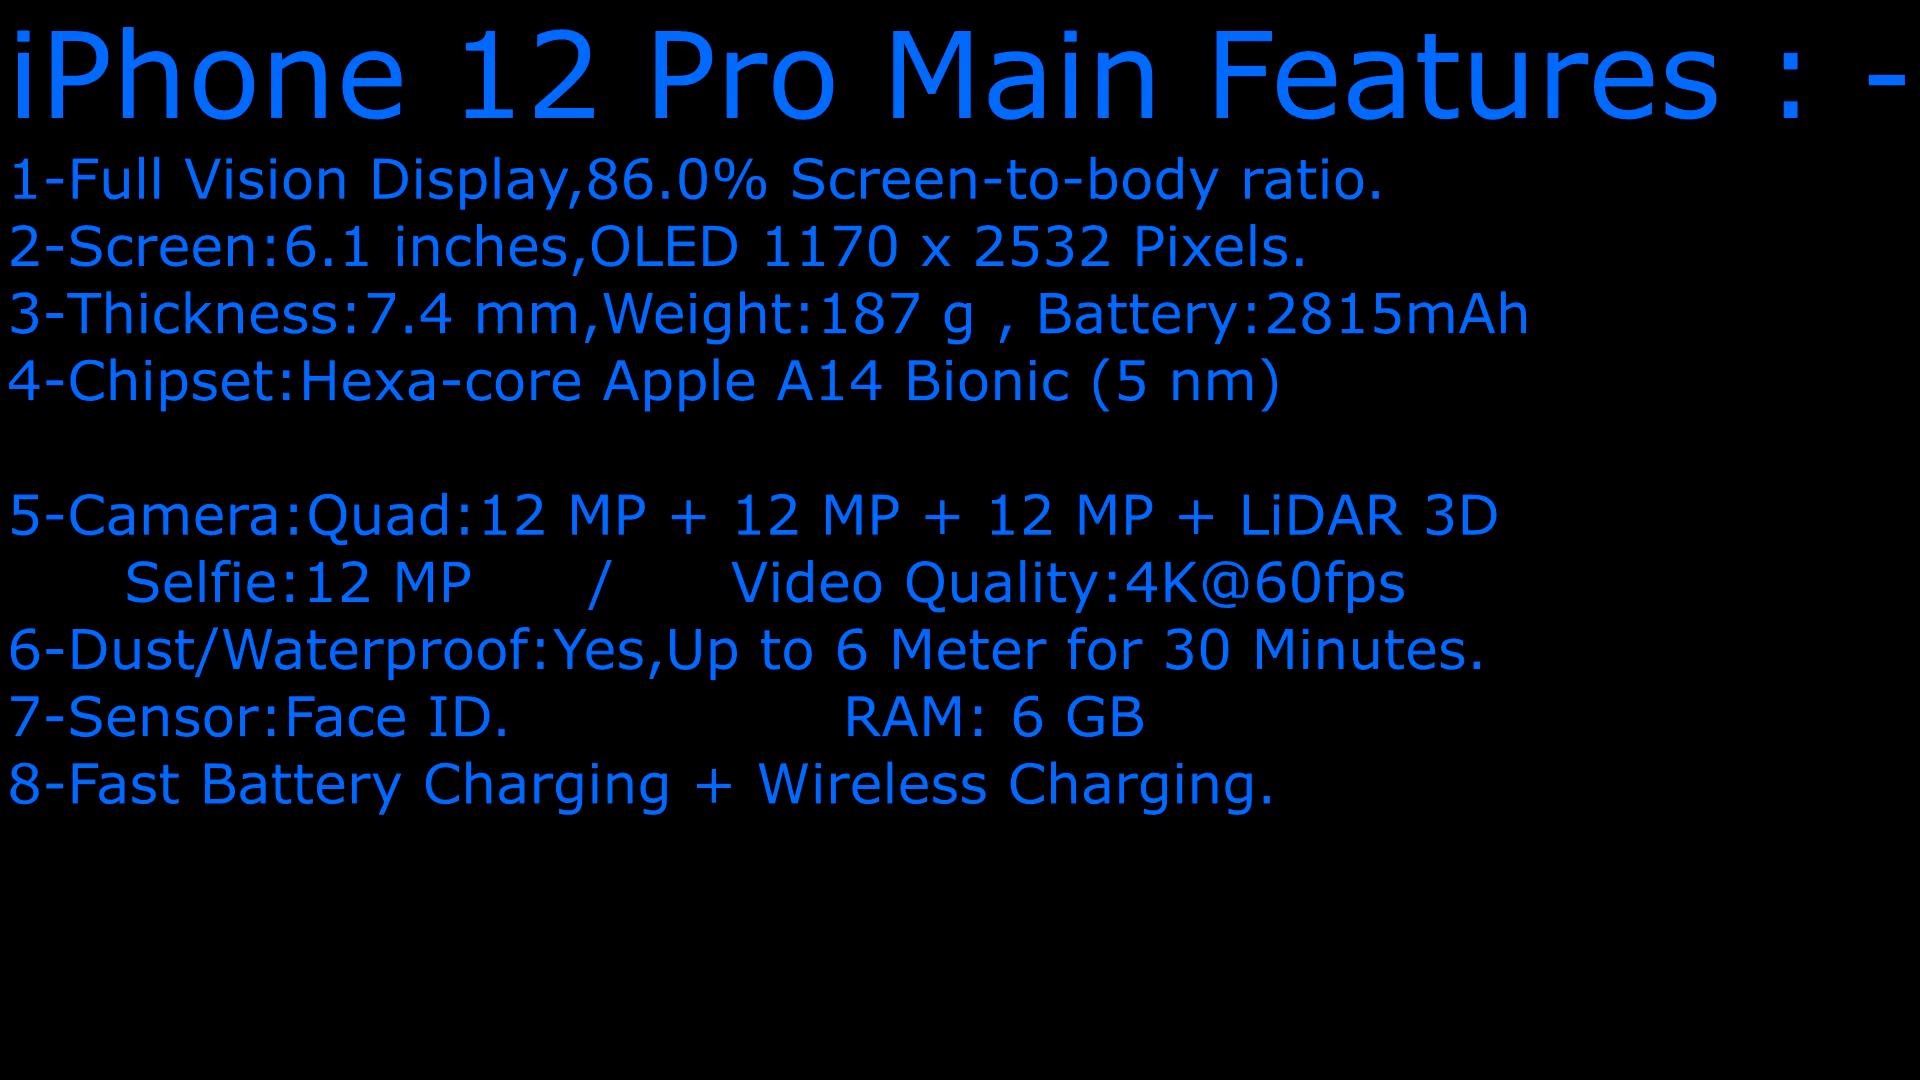 iPhone 12 Pro Main Features : -
1-Full Vision Display,86.0% Screen-to-body ratio.
2-Screen:6.1 inches,OLED 1170 x 2532 Pixels.
3-Thickness:7.4 mm,Weight:187 g , Battery:2815mAh
4-Chipset:Hexa-core Apple A14 Bionic (5 nm)
5-Camera:Quad:12 MP + 12 MP + 12 MP + LiDAR 3D
Selfie:12 MP / Video Quality:4K@60fps
6-Dust/Waterproof:Yes,Up to 6 Meter for 30 Minutes.
7-Sensor:Face ID. RAM: 6 GB
8-Fast Battery Charging + Wireless Charging.